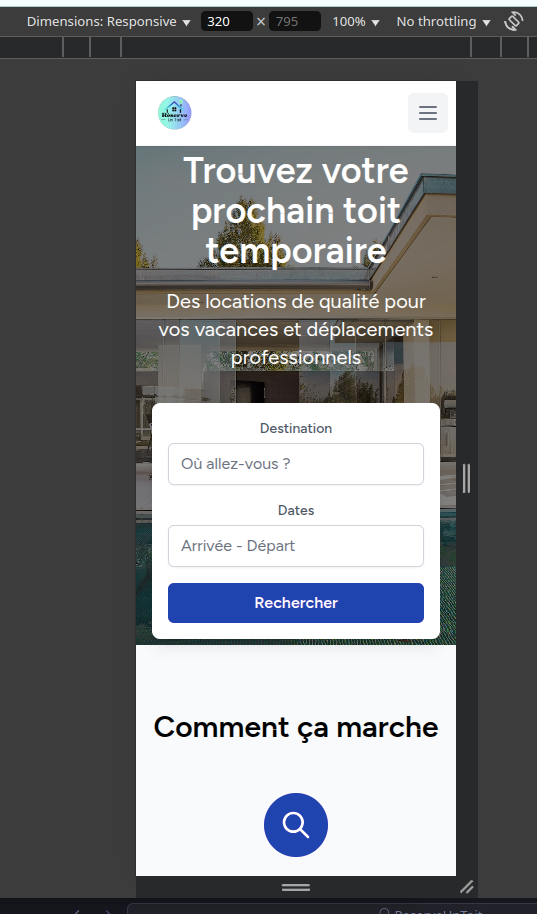 Dimensions: Responsive 320 × 795 100% No throttling
Réserve
Un Toit
Trouvez votre
prochain toit
temporaire
Des locations de qualité pour
vos vacances et déplacements
professionnels
Destination
Où allez-vous ?
Dates
Arrivée - Départ
Rechercher
Comment ça marche